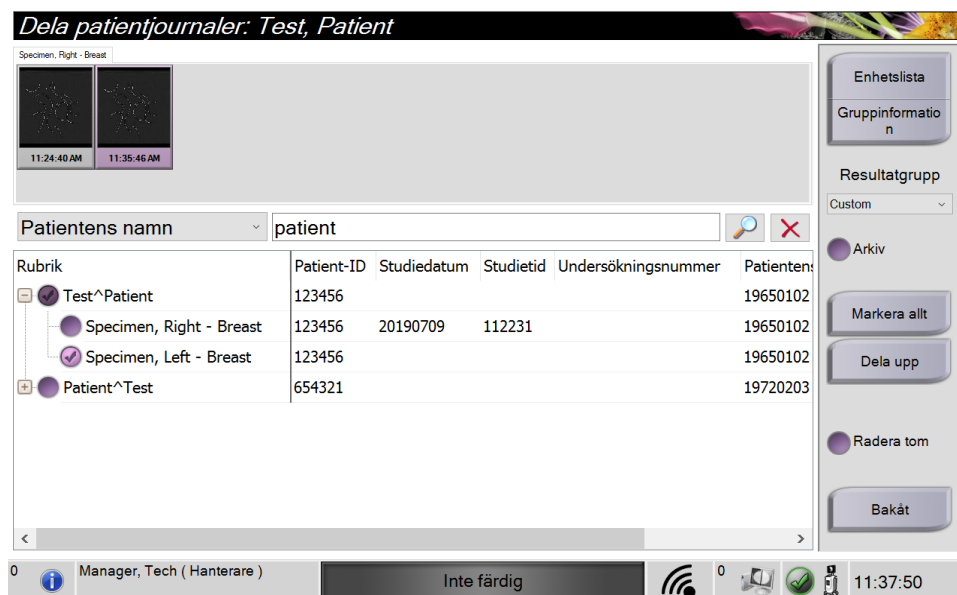 Dela patientjournaler: Test, Patient
Specimen, Right - Breast
11:24:40 AM 11:35:46 AM
Enhetslista
Gruppinformatio
n
Resultatgrupp
Custom
Arkiv
Markera allt
Dela upp
Radera tom
Bakåt
Patientens namn patient
Rubrik Patient-ID Studiedatum Studietid Undersökningsnummer Patientens
Test^Patient 123456 19650102
Specimen, Right - Breast 123456 20190709 112231 19650102
Specimen, Left - Breast 123456 19650102
Patient^Test 654321 19720203
0 Manager, Tech ( Hanterare ) Inte färdig 0 11:37:50